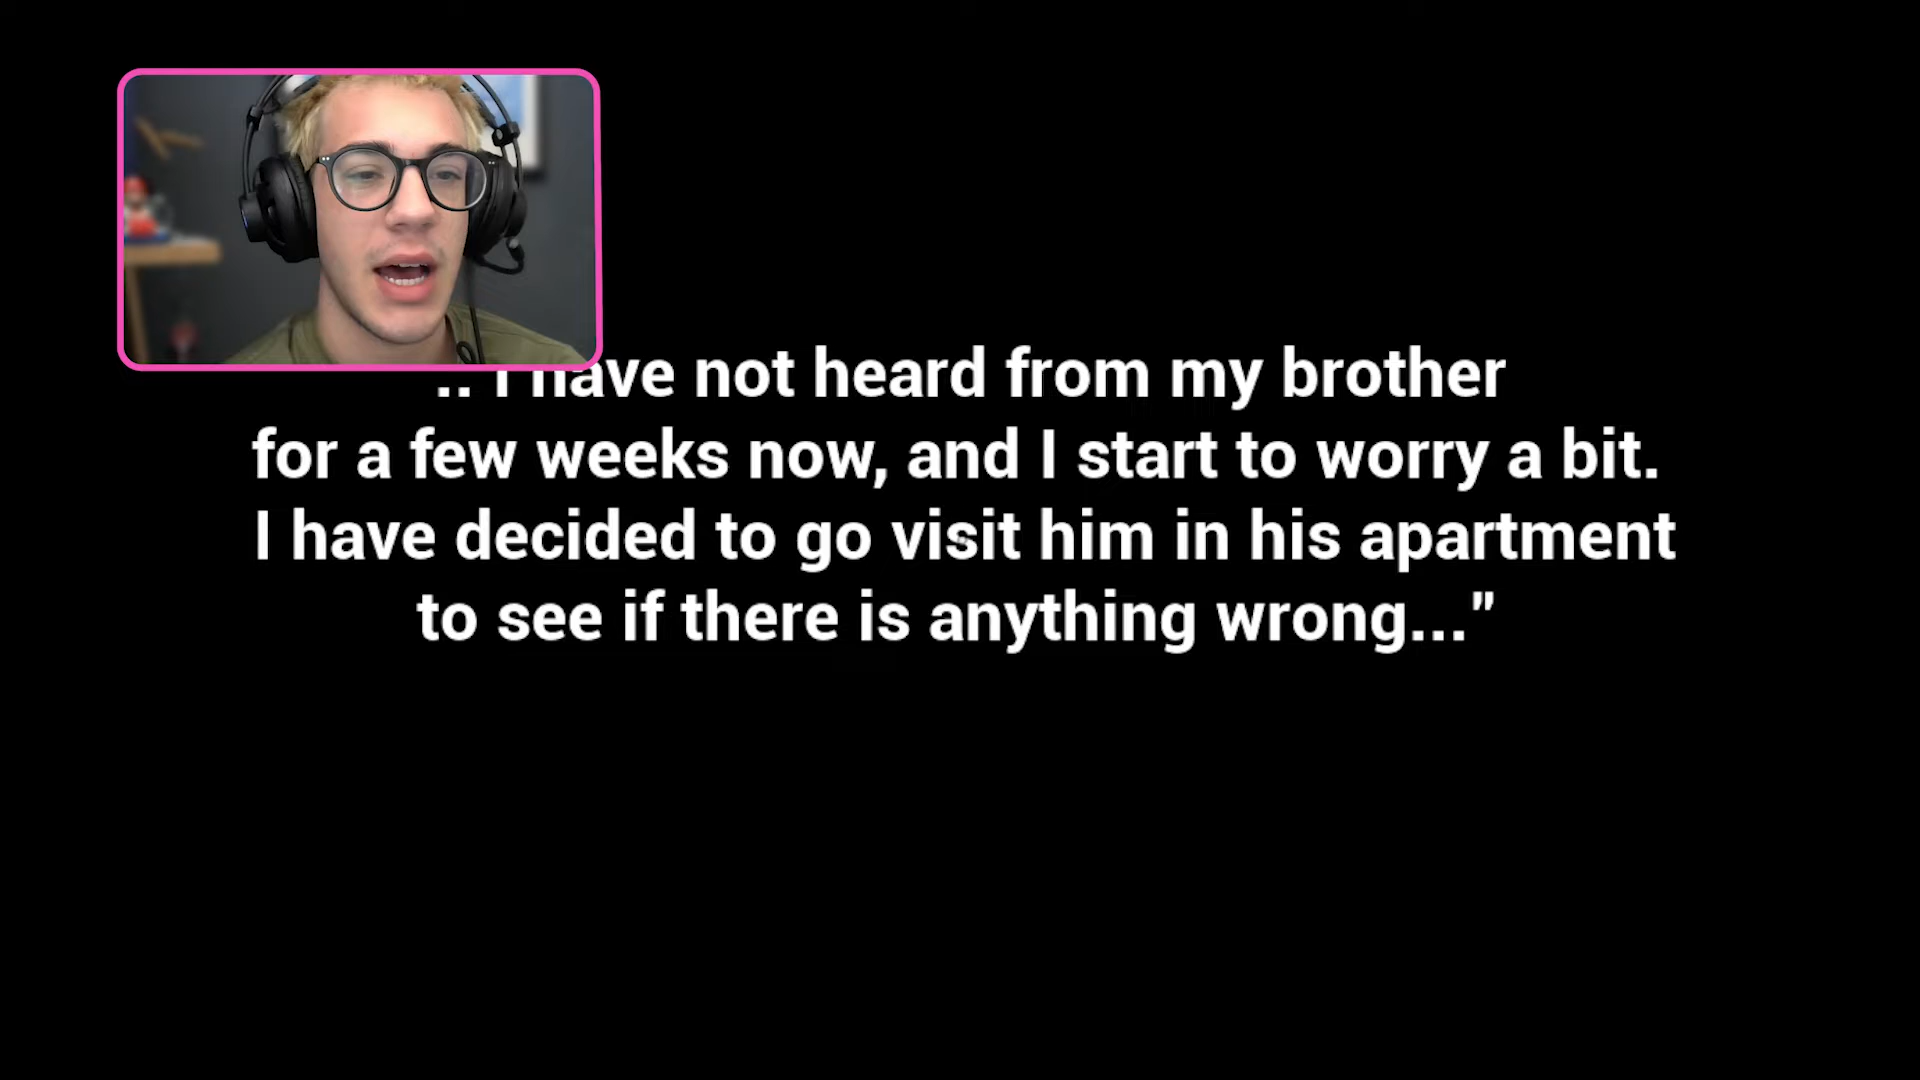 .. I have not heard from my brother
for a few weeks now, and I start to worry a bit.
I have decided to go visit him in his apartment
to see if there is anything wrong..."